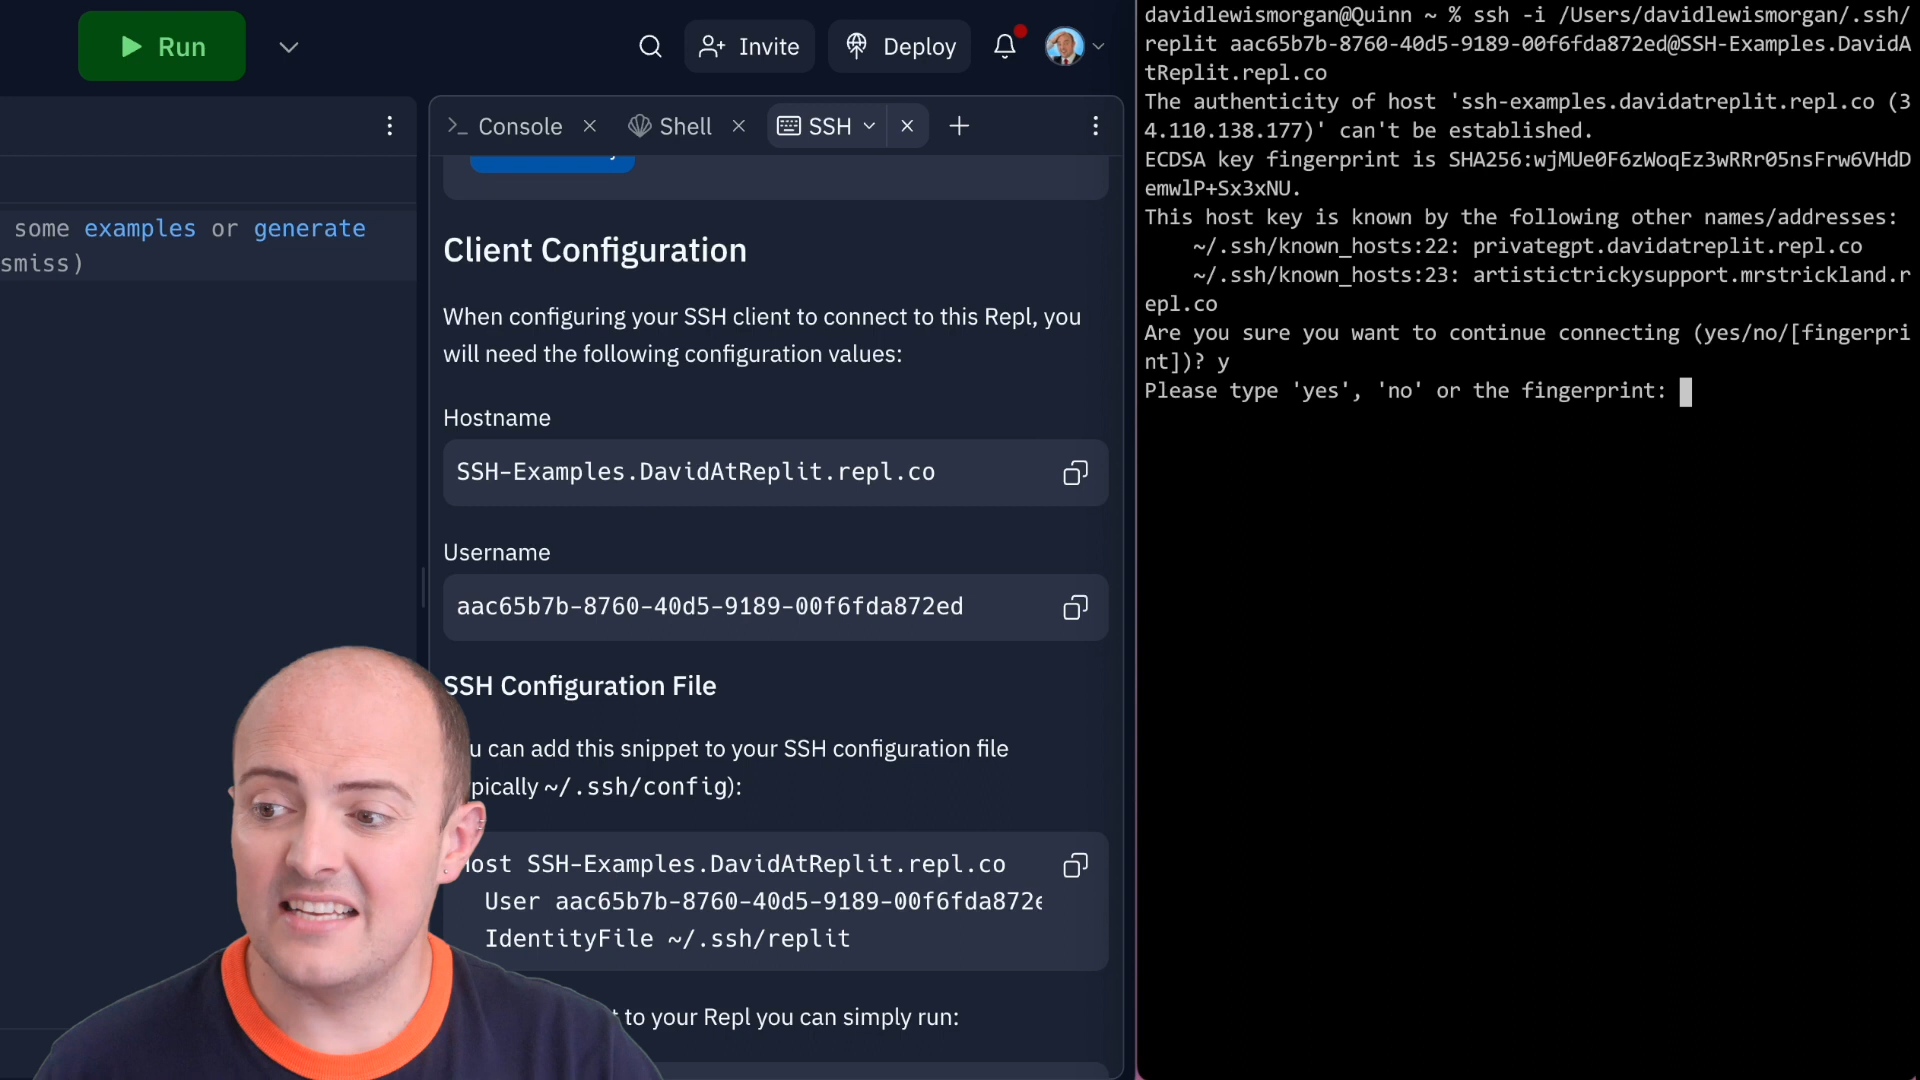 Run
Invite
Deploy
Console
Shell
SSH
some examples or generate
smiss)
Client Configuration
When configuring your SSH client to connect to this Repl, you
will need the following configuration values:
Hostname
SSH-Examples.DavidAtReplit.repl.co
Username
aac65b7b-8760-40d5-9189-00f6fda872ed
SSH Configuration File
u can add this snippet to your SSH configuration file
pically ~/.ssh/config):
ost SSH-Examples.DavidAtReplit.repl.co
User aac65b7b-8760-40d5-9189-00f6fda872e
IdentityFile ~/.ssh/replit
t to your Repl you can simply run:
davidlewismorgan@Quinn ~ % ssh -i /Users/davidlewismorgan/.ssh/
replit aac65b7b-8760-40d5-9189-00f6fda872ed@SSH-Examples.DavidA
tReplit.repl.co
The authenticity of host 'ssh-examples.davidatreplit.repl.co (3
4.110.138.177)' can't be established.
ECDSA key fingerprint is SHA256:wjMUe0F6zWoqEz3wRRr05nsFrw6VHdD
emwlP+Sx3xNU.
This host key is known by the following other names/addresses:
~/.ssh/known_hosts:22: privategpt.davidatreplit.repl.co
~/.ssh/known_hosts:23: artistictrickysupport.mrstrickland.r
epl.co
Are you sure you want to continue connecting (yes/no/[fingerpri
nt])? y
Please type 'yes', 'no' or the fingerprint: